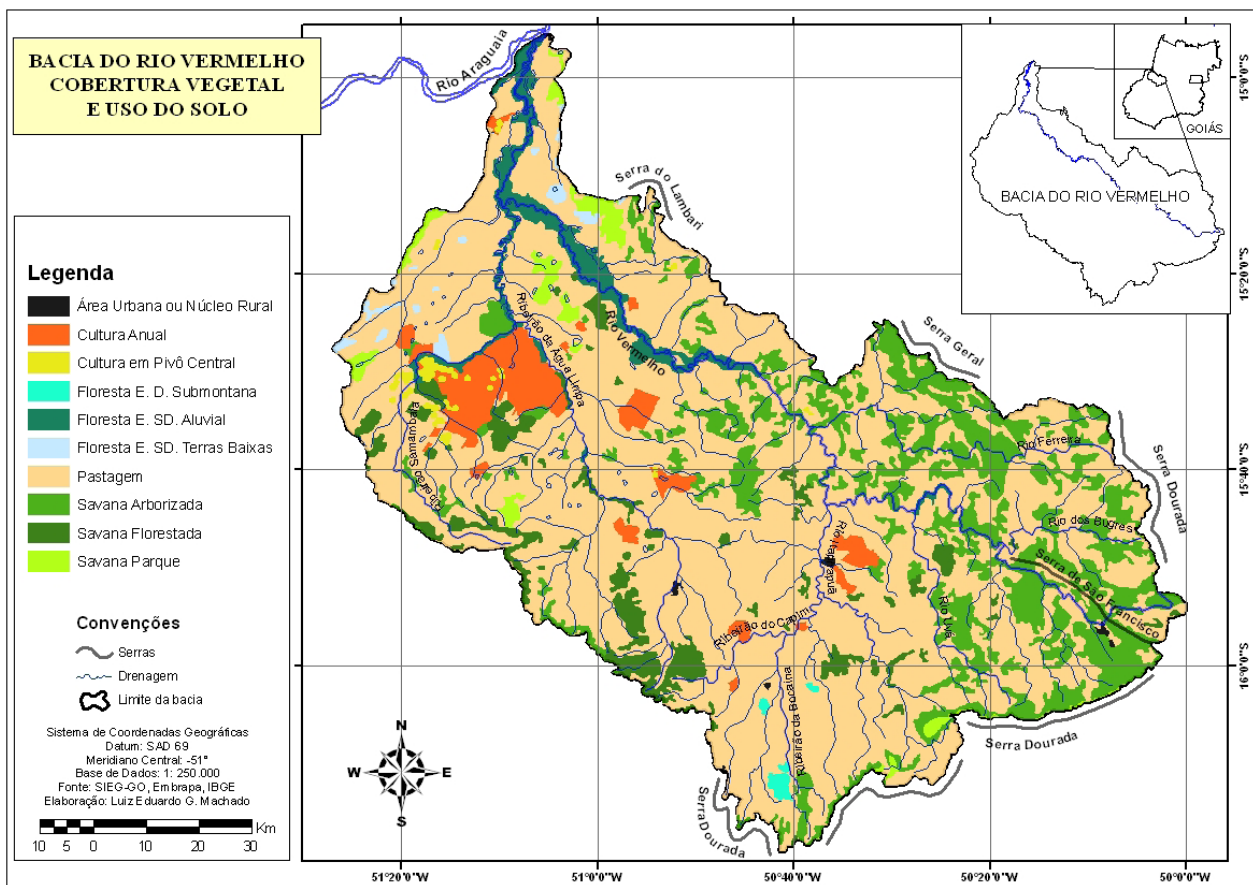 BACIA DO RIO VERMELHO
COBERTURA VEGETAL
E USO DO SOLO
Legenda
Área Urbana ou Núcleo Rural
Cultura Anual
Cultura em Pivô Central
Floresta E. D. Submontana
Floresta E. SD. Aluvial
Floresta E. SD. Terras Baixas
Pastagem
Savana Arborizada
Savana Florestada
Savana Parque
Convenções
Serras
Drenagem
Limite da bacia
Sistema de Coordenadas Geográficas
Datum: SAD 69
Meridiano Central: -51°
Base de Dados: 1: 250.000
Fonte: SIEG-GO, Embrapa, IBGE
Elaboração: Luiz Eduardo G. Machado
10 5 0 10 20 30 Km
Rio Araguaia
Serra do Lambari
Ribeirão da Água Limpa
Rio Vermelho
Serra Geral
Ribeirão Samambaia
Rio Ferreira
Serra Dourada
Rio dos Bugres
Rio Itapirapuã
Serra de São Francisco
Rio Uvá
Ribeirão do Capim
Ribeirão da Bocaina
Serra Dourada
Serra Dourada
N
W E
S
GOIÁS
BACIA DO RIO VERMELHO
15°0'0"S
15°20'0"S
15°40'0"S
16°0'0"S
51°20'0"W 51°0'0"W 50°40'0"W 50°20'0"W 50°0'0"W